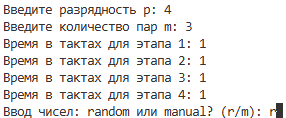 Введите разрядность p: 4
Введите количество пар m: 3
Время в тактах для этапа 1: 1
Время в тактах для этапа 2: 1
Время в тактах для этапа 3: 1
Время в тактах для этапа 4: 1
Ввод чисел: random или manual? (r/m): r